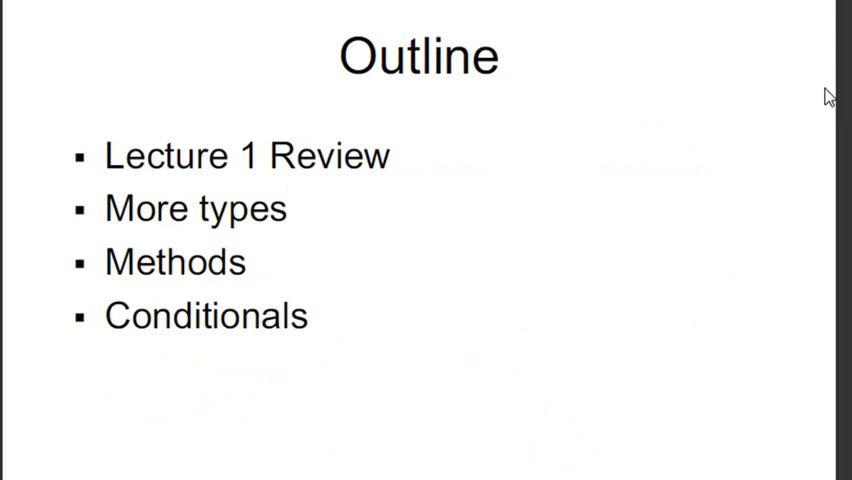 Outline
▪ Lecture 1 Review
▪ More types
▪ Methods
▪ Conditionals